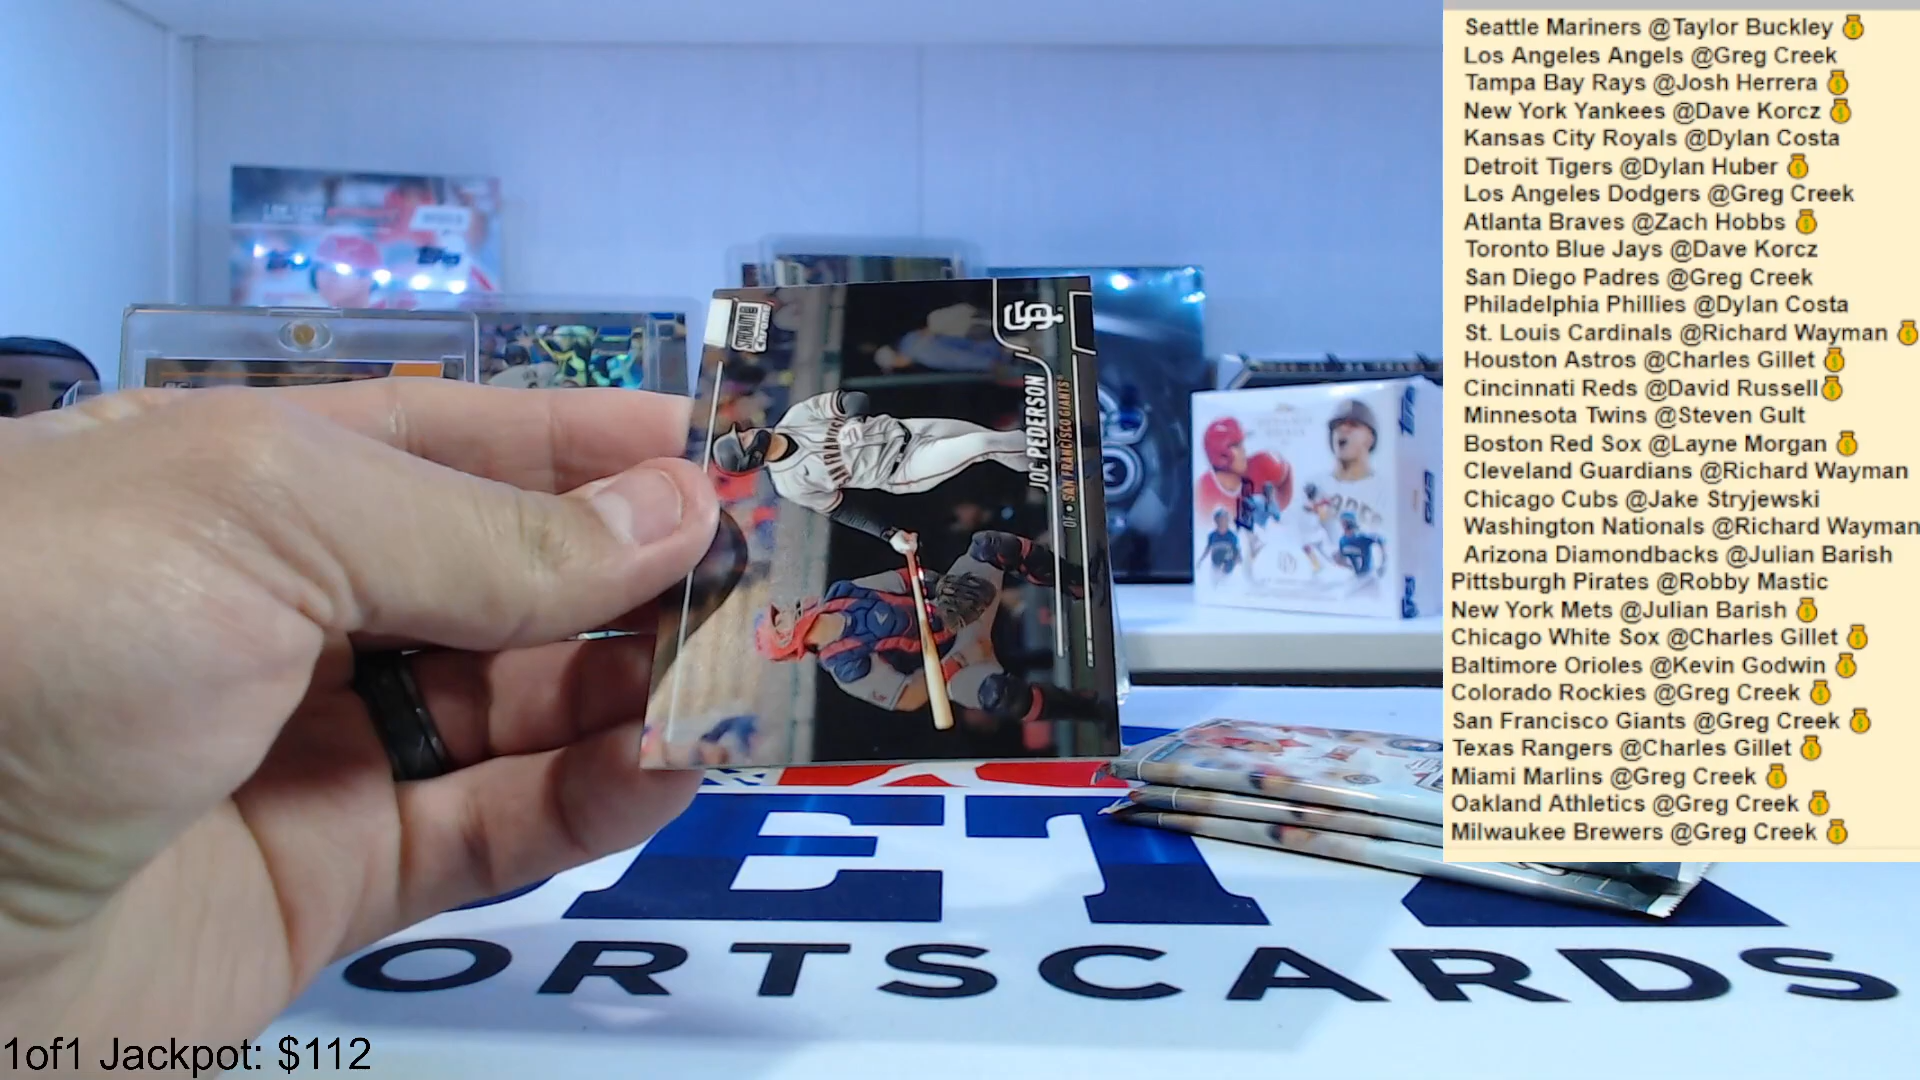 Seattle Mariners @Taylor Buckley
Los Angeles Angels @Greg Creek
Tampa Bay Rays @Josh Herrera
New York Yankees @Dave Korcz
Kansas City Royals @Dylan Costa
Detroit Tigers @Dylan Huber
Los Angeles Dodgers @Greg Creek
Atlanta Braves @Zach Hobbs
Toronto Blue Jays @Dave Korcz
San Diego Padres @Greg Creek
Philadelphia Phillies @Dylan Costa
St. Louis Cardinals @Richard Wayman
Houston Astros @Charles Gillet
Cincinnati Reds @David Russell
Minnesota Twins @Steven Gult
Boston Red Sox @Layne Morgan
Cleveland Guardians @Richard Wayman
Chicago Cubs @Jake Stryjewski
Washington Nationals @Richard Wayman
Arizona Diamondbacks @Julian Barish
Pittsburgh Pirates @Robby Mastic
New York Mets @Julian Barish
Chicago White Sox @Charles Gillet
Baltimore Orioles @Kevin Godwin
Colorado Rockies @Greg Creek
San Francisco Giants @Greg Creek
Texas Rangers @Charles Gillet
Miami Marlins @Greg Creek
Oakland Athletics @Greg Creek
Milwaukee Brewers @Greg Creek
STADIUM
Chrome
SF
JOC PEDERSON
OF • SAN FRANCISCO GIANTS
topps
ORTSCARDS
1of1 Jackpot: $112